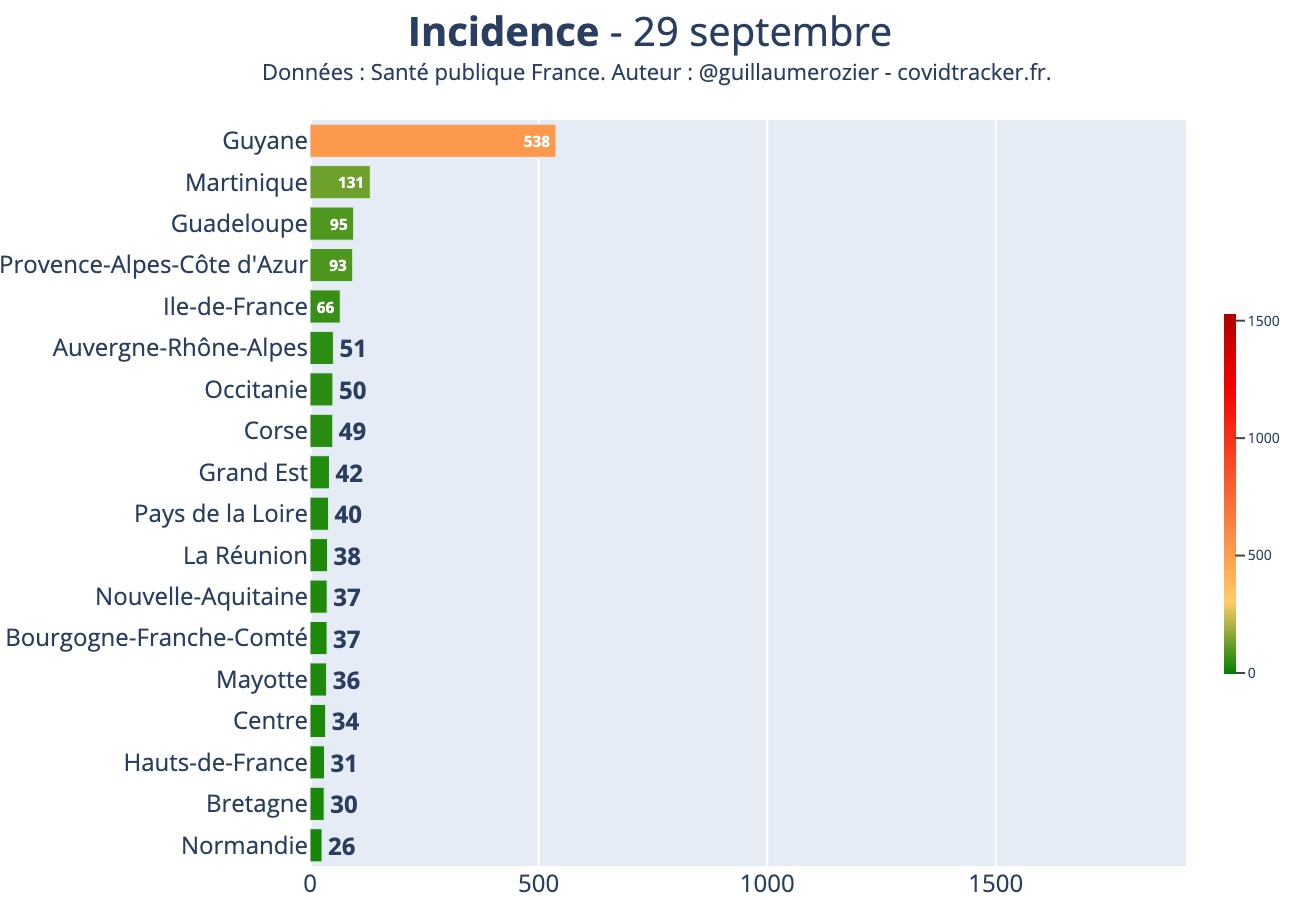 Incidence - 29 septembre
Données : Santé publique France. Auteur : @guillaumerozier - covidtracker.fr.
Guyane 538
Martinique 131
Guadeloupe 95
Provence-Alpes-Côte d'Azur 93
Ile-de-France 66
Auvergne-Rhône-Alpes 51
Occitanie 50
Corse 49
Grand Est 42
Pays de la Loire 40
La Réunion 38
Nouvelle-Aquitaine 37
Bourgogne-Franche-Comté 37
Mayotte 36
Centre 34
Hauts-de-France 31
Bretagne 30
Normandie 26
0 500 1000 1500
1500
1000
500
0